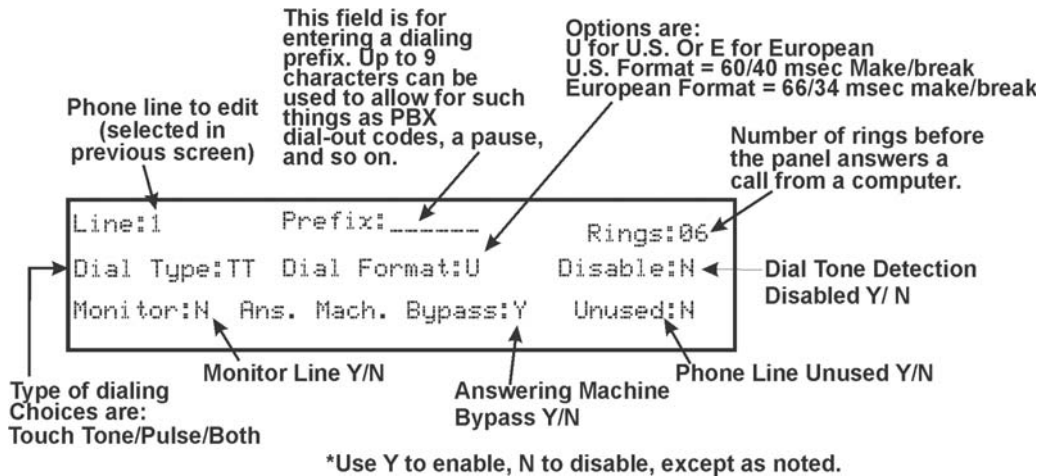 This field is for
entering a dialing
prefix. Up to 9
characters can be
used to allow for such
things as PBX
dial-out codes, a pause,
and so on.
Options are:
U for U.S. Or E for European
U.S. Format = 60/40 msec Make/break
European Format = 66/34 msec make/break
Phone line to edit
(selected in
previous screen)
Number of rings before
the panel answers a
call from a computer.
Line:1 Prefix:______ Rings:06
Dial Type:TT Dial Format:U Disable:N
Monitor:N Ans. Mach. Bypass:Y Unused:N
Dial Tone Detection
Disabled Y/ N
Type of dialing
Choices are:
Touch Tone/Pulse/Both
Monitor Line Y/N
Answering Machine
Bypass Y/N
Phone Line Unused Y/N
*Use Y to enable, N to disable, except as noted.